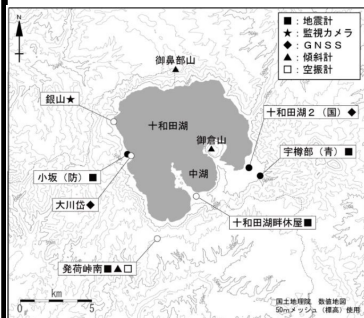 ■：地震計
★：監視カメラ
◆：ＧＮＳＳ
▲：傾斜計
□：空振計
N
御鼻部山
銀山★
十和田湖
十和田湖２（国）◆
御倉山
宇樽部（青）■
小坂（防）■
中湖
大川岱◆
十和田湖畔休屋■
発荷峠南■▲□
km
0 5
国土地理院 数値地図
50mメッシュ（標高）使用